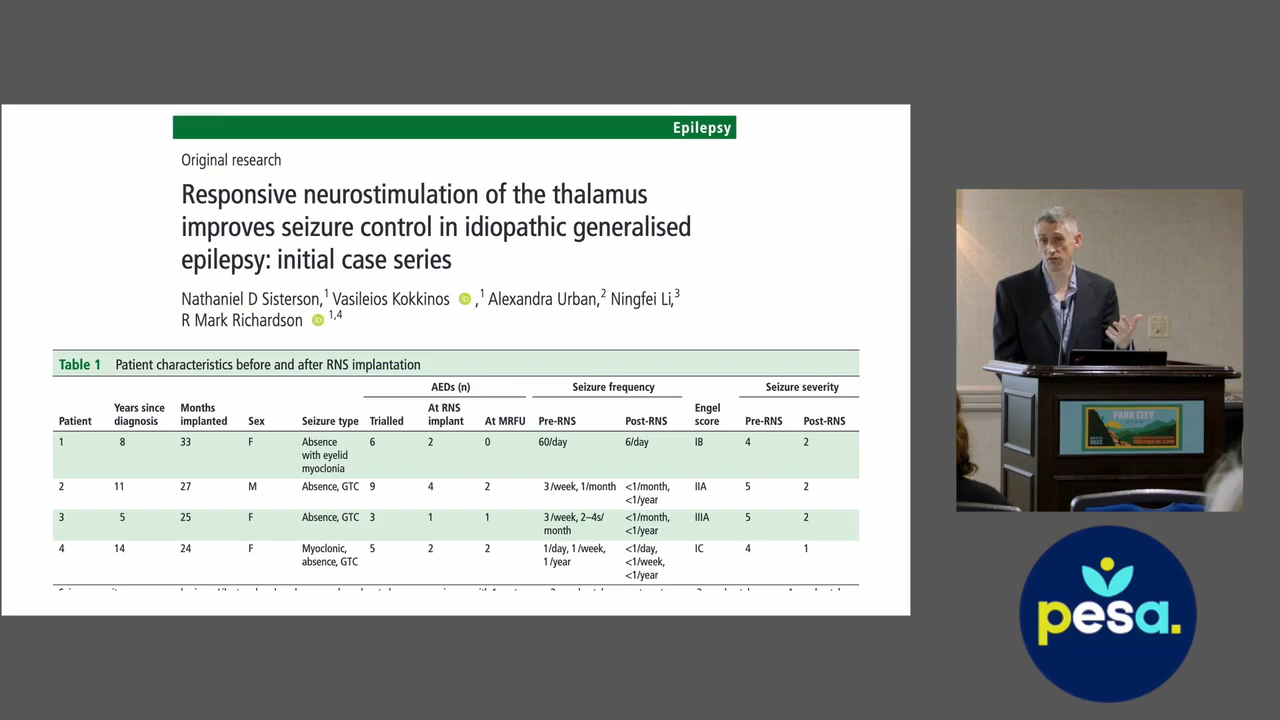 Epilepsy
Original research
Responsive neurostimulation of the thalamus
improves seizure control in idiopathic generalised
epilepsy: initial case series
Nathaniel D Sisterson,1 Vasileios Kokkinos iD ,1 Alexandra Urban,2 Ningfei Li,3
R Mark Richardson iD 1,4
Table 1 Patient characteristics before and after RNS implantation
AEDs (n) Seizure frequency Seizure severity
Patient Years since diagnosis Months implanted Sex Seizure type Trialled At RNS implant At MRFU Pre-RNS Post-RNS Engel score Pre-RNS Post-RNS
1 8 33 F Absence with eyelid myoclonia 6 2 0 60/day 6/day IB 4 2
2 11 27 M Absence, GTC 9 4 2 3/week, 1/month <1/month, <1/year IIA 5 2
3 5 25 F Absence, GTC 3 1 1 3/week, 2–4s/month <1/month, <1/year IIIA 5 2
4 14 24 F Myoclonic, absence, GTC 5 2 2 1/day, 1/week, 1/year <1/day, <1/week, <1/year IC 4 1
PARK CITY
pesa.